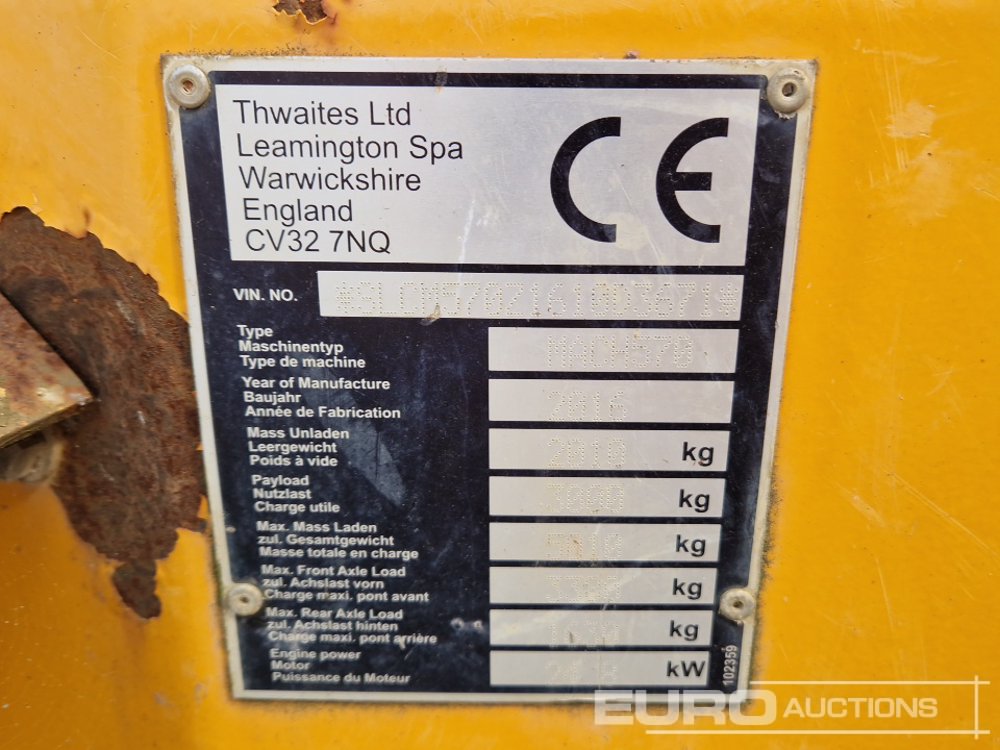 Thwaites Ltd
Leamington Spa
Warwickshire
England
CV32 7NQ
CE
VIN. NO.
Type
Maschinentyp
Type de machine
MACH570
Year of Manufacture
Baujahr
Année de Fabrication
2016
Mass Unladen
Leergewicht
Poids à vide
2010 kg
Payload
Nutzlast
Charge utile
3000 kg
Max. Mass Laden
zul. Gesamtgewicht
Masse totale en charge
kg
Max. Front Axle Load
zul. Achslast vorn
Charge maxi. pont avant
kg
Max. Rear Axle Load
zul. Achslast hinten
Charge maxi. pont arrière
kg
Engine power
Motor
Puissance du Moteur
kW
102359
EURO AUCTIONS